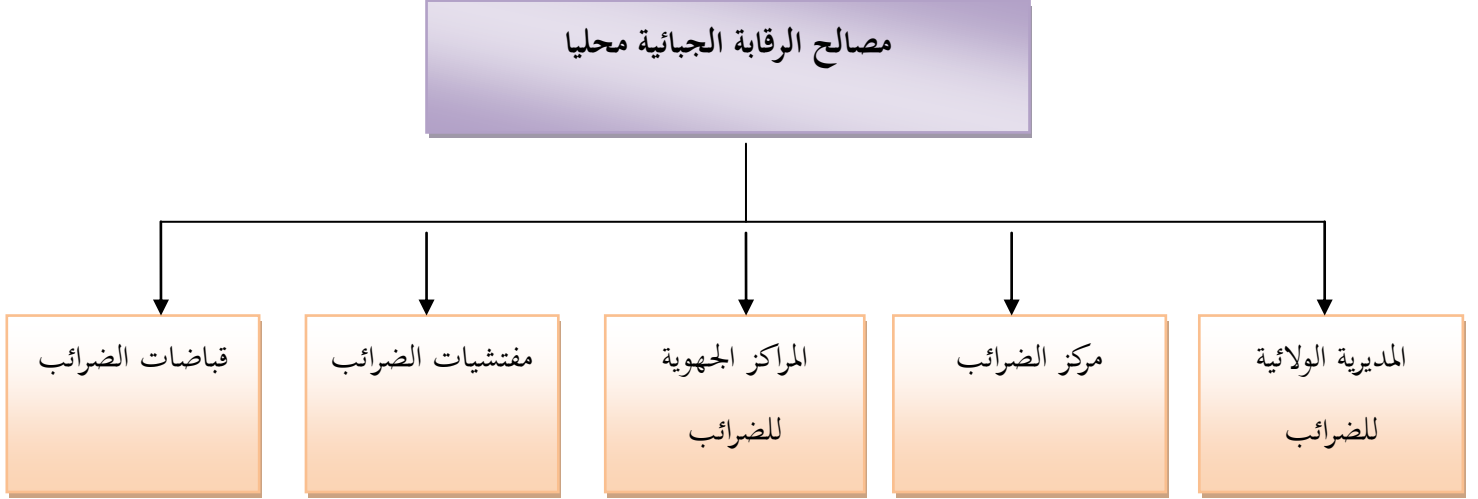 مصالح الرقابة الجبائية محليا
المديرية الولائية
للضرائب
مركز الضرائب
المراكز الجهوية
للضرائب
مفتشيات الضرائب
قباضات الضرائب